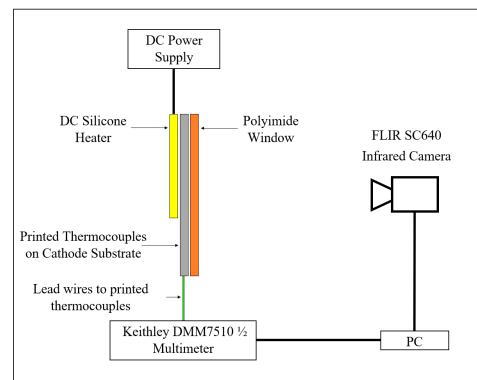 DC Power
Supply
DC Silicone
Heater
Polyimide
Window
FLIR SC640
Infrared Camera
Printed Thermocouples
on Cathode Substrate
Lead wires to printed
thermocouples
Keithley DMM7510 ½
Multimeter
PC